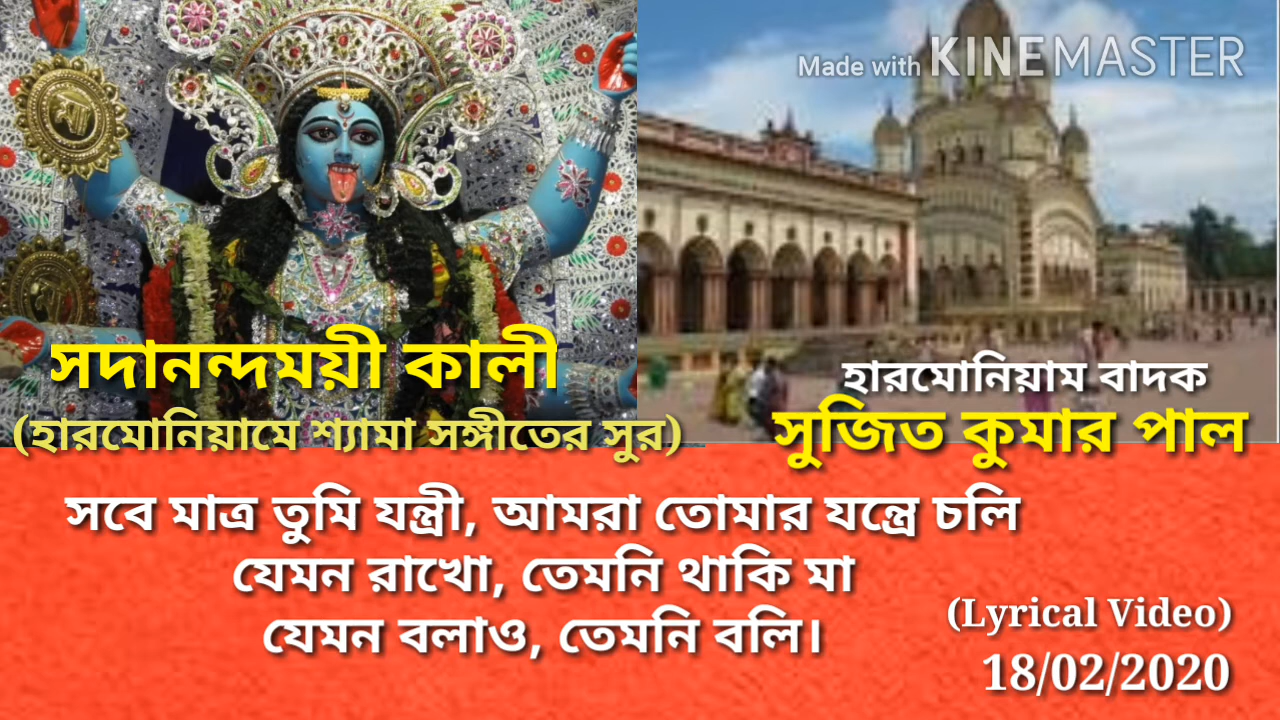 Made with KINEMASTER
মা
সদানন্দময়ী কালী
(হারমোনিয়ামে শ্যামা সঙ্গীতের সুর)
হারমোনিয়াম বাদক
সুজিত কুমার পাল
সবে মাত্র তুমি যন্ত্রী, আমরা তোমার যন্ত্রে চলি
যেমন রাখো, তেমনি থাকি মা
যেমন বলাও, তেমনি বলি।
(Lyrical Video)
18/02/2020